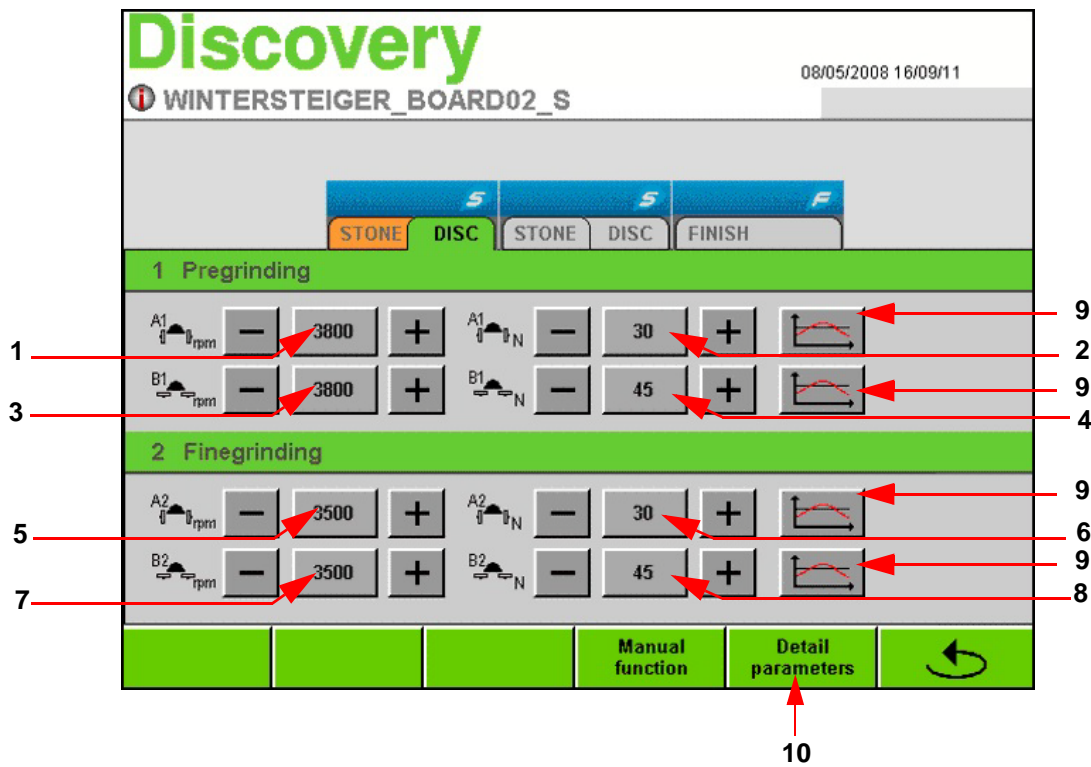 Discovery
08/05/2008 16/09/11
WINTERSTEIGER_BOARD02_S
S S F
STONE DISC STONE DISC FINISH
1 Pregrinding
A1 rpm − 3800 + A1 N − 30 + 9
1 2
B1 rpm − 3800 + B1 N − 45 + 9
3 4
2 Finegrinding
A2 rpm − 3500 + A2 N − 30 + 9
5 6
B2 rpm − 3500 + B2 N − 45 + 9
7 8
Manual function Detail parameters
10